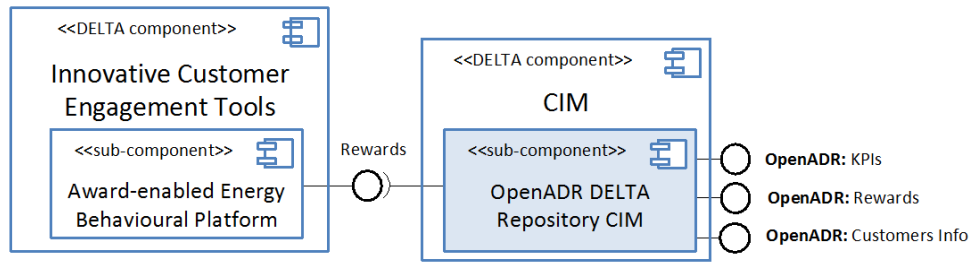 <<DELTA component>>
Innovative Customer
Engagement Tools
<<sub-component>>
Award-enabled Energy
Behavioural Platform
Rewards
<<DELTA component>>
CIM
<<sub-component>>
OpenADR DELTA
Repository CIM
OpenADR: KPIs
OpenADR: Rewards
OpenADR: Customers Info